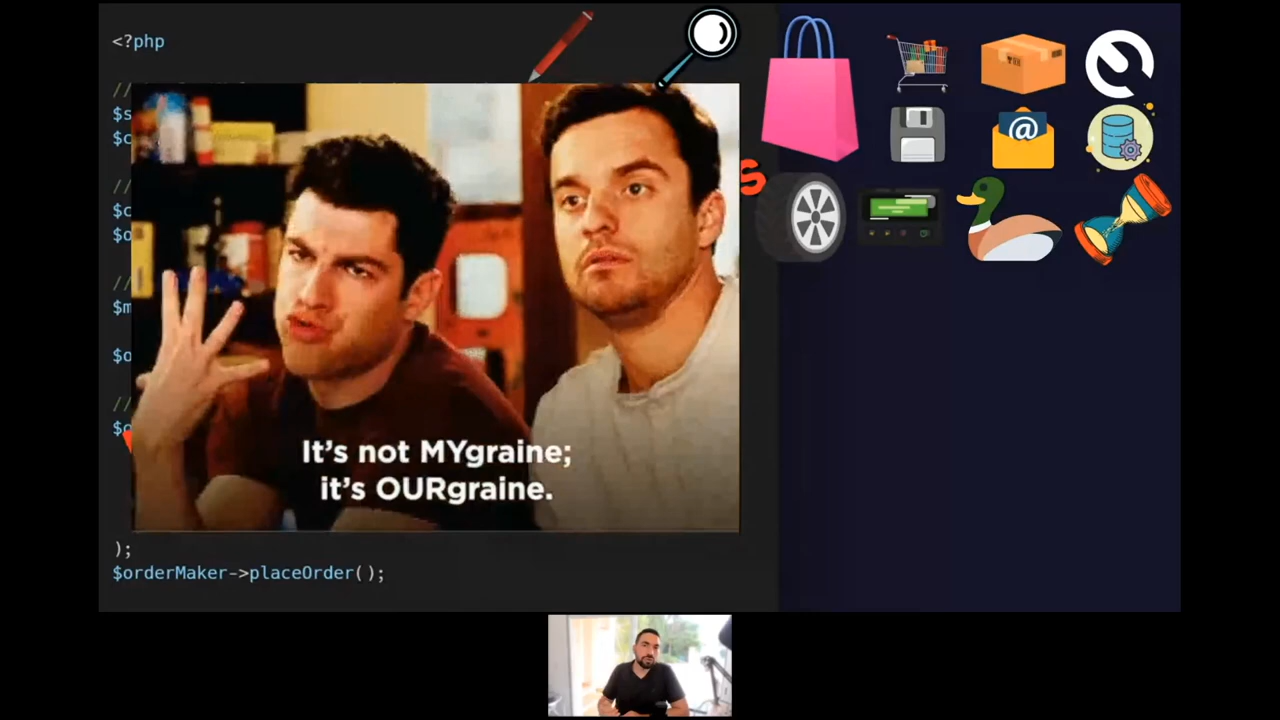 <?php
//
$s
$c
//
$c
$o
//
$m
$o
//
$o
It's not MYgraine;
it's OURgraine.
);
$orderMaker->placeOrder();
s
@